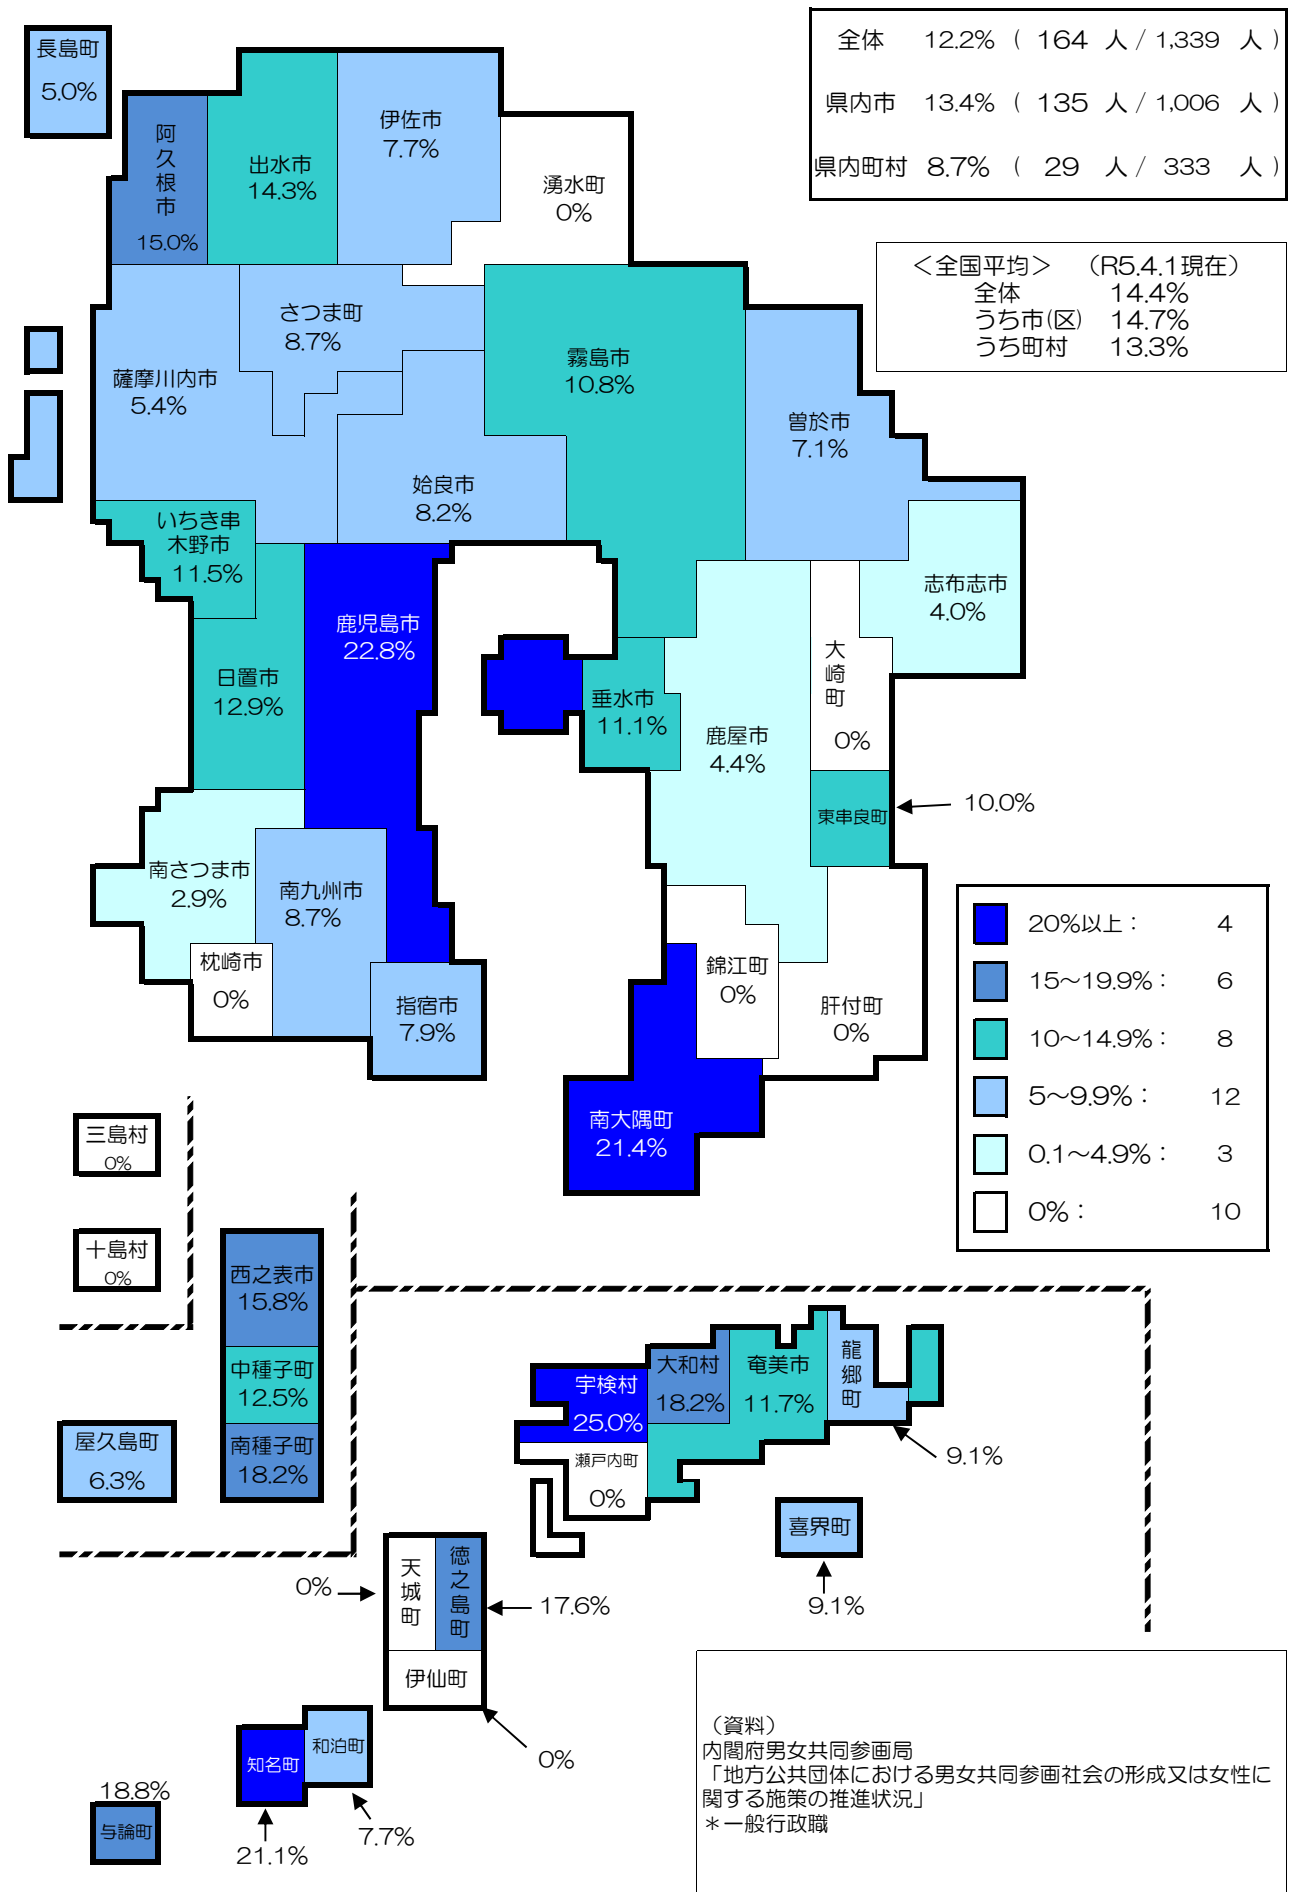 長島町
5.0%
阿久根市
15.0%
出水市
14.3%
伊佐市
7.7%
湧水町
0%
全体 12.2% ( 164 人 / 1,339 人 )
県内市 13.4% ( 135 人 / 1,006 人 )
県内町村 8.7% ( 29 人 / 333 人 )
＜全国平均＞ （R5.4.1現在）
全体 14.4%
うち市(区) 14.7%
うち町村 13.3%
さつま町
8.7%
薩摩川内市
5.4%
霧島市
10.8%
曽於市
7.1%
姶良市
8.2%
いちき串
木野市
11.5%
鹿児島市
22.8%
志布志市
4.0%
日置市
12.9%
垂水市
11.1%
大崎町
0%
鹿屋市
4.4%
東串良町
10.0%
南さつま市
2.9%
南九州市
8.7%
枕崎市
0%
指宿市
7.9%
錦江町
0%
肝付町
0%
南大隅町
21.4%
20%以上： 4
15～19.9%： 6
10～14.9%： 8
5～9.9%： 12
0.1～4.9%： 3
0%： 10
三島村
0%
十島村
0%
西之表市
15.8%
中種子町
12.5%
南種子町
18.2%
屋久島町
6.3%
宇検村
25.0%
大和村
18.2%
奄美市
11.7%
龍郷町
9.1%
瀬戸内町
0%
喜界町
9.1%
天城町
0%
徳之島町
17.6%
伊仙町
0%
和泊町
7.7%
知名町
21.1%
18.8%
与論町
（資料）
内閣府男女共同参画局
「地方公共団体における男女共同参画社会の形成又は女性に
関する施策の推進状況」
＊一般行政職